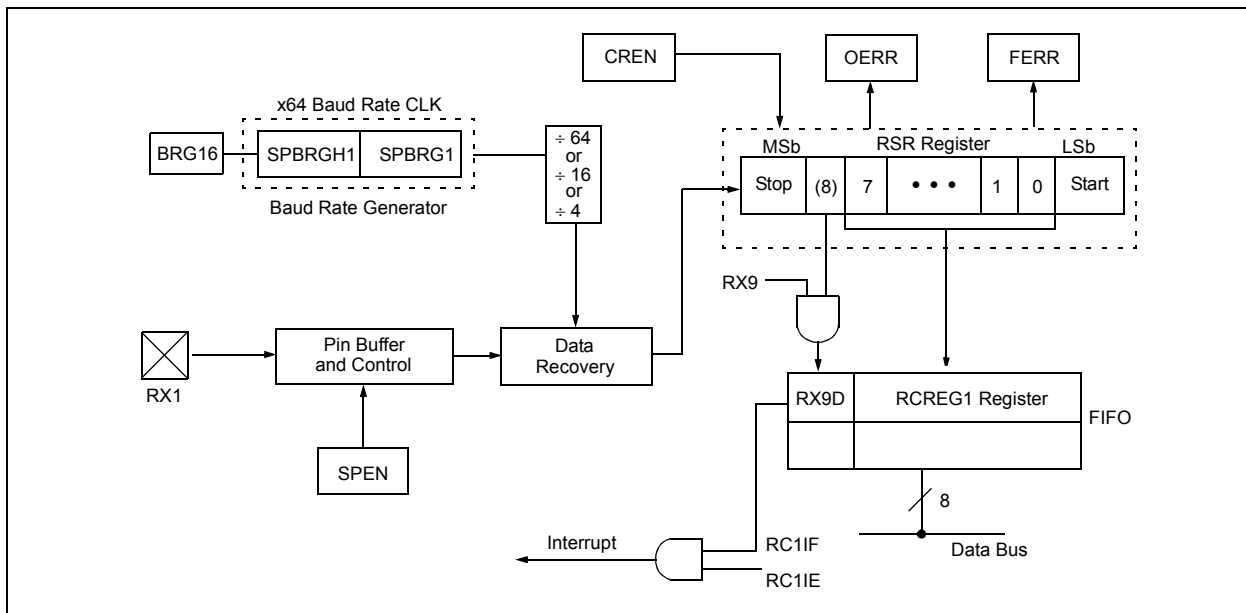 CREN
OERR
FERR
x64 Baud Rate CLK
BRG16
SPBRGH1
SPBRG1
Baud Rate Generator
÷ 64
or
÷ 16
or
÷ 4
MSb
RSR Register
LSb
Stop
(8)
7
• • •
1
0
Start
RX9
RX1
Pin Buffer
and Control
Data
Recovery
SPEN
RX9D
RCREG1 Register
FIFO
8
Data Bus
Interrupt
RC1IF
RC1IE